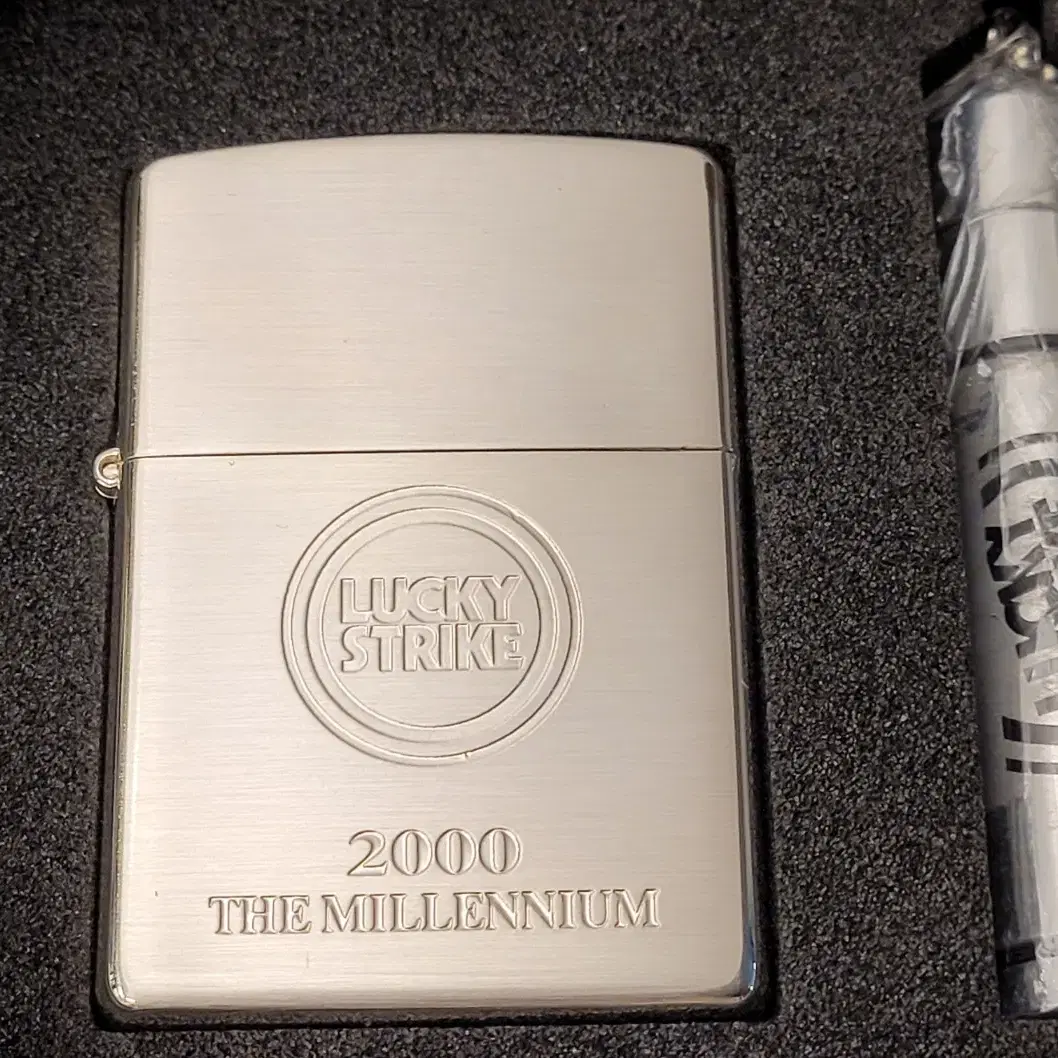 LUCKY
STRIKE
2000
THE MILLENNIUM